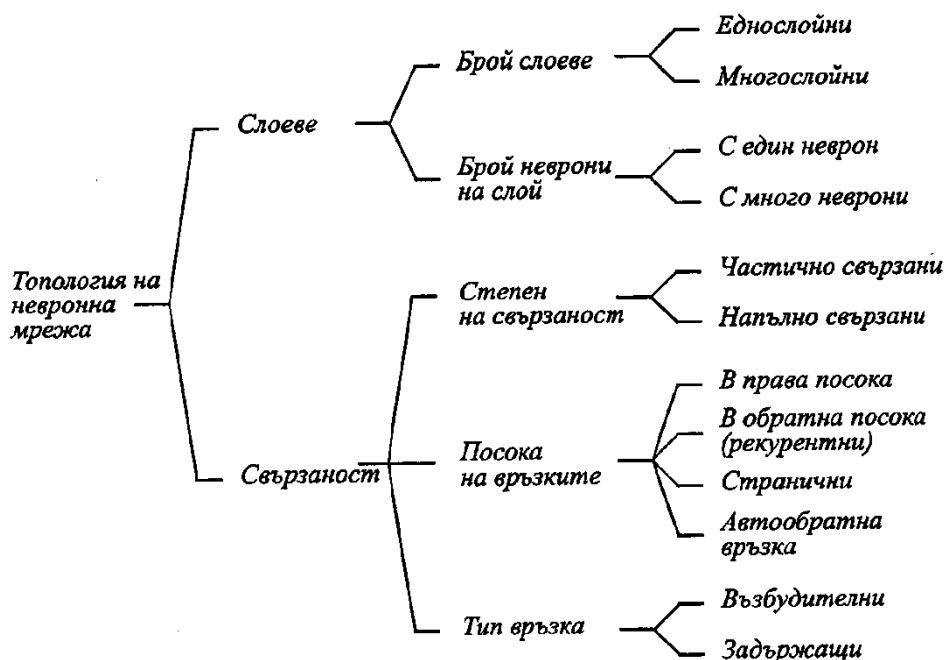 Еднослойни
Брой слоеве
Многослойни
Слоеве
С един неврон
Брой неврони
на слой
С много неврони
Топология на
невронна
мрежа
Частично свързани
Степен
на свързаност
Напълно свързани
В права посока
В обратна посока
(рекурентни)
Посока
на връзките
Свързаност
Странични
Автообратна
връзка
Възбудителни
Тип връзка
Задържащи